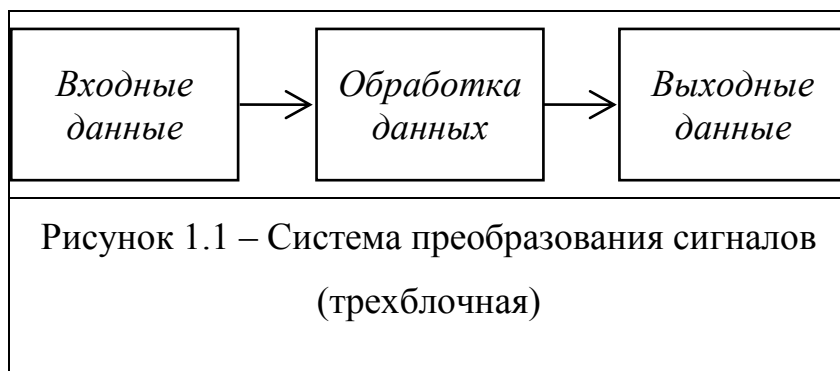 Входные
данные
Обработка
данных
Выходные
данные
Рисунок 1.1 – Система преобразования сигналов
(трехблочная)